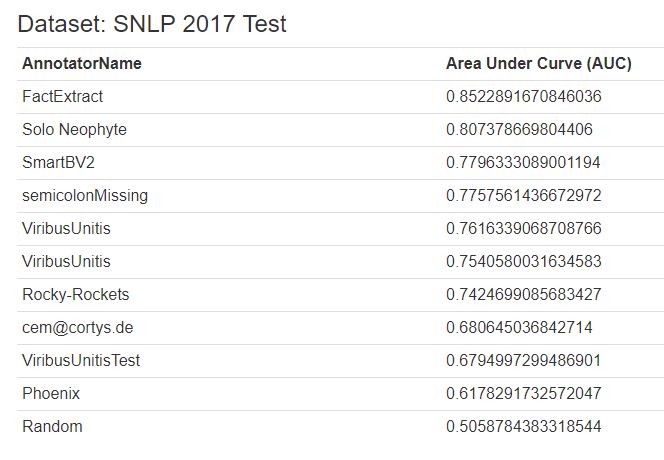 Dataset: SNLP 2017 Test
AnnotatorName Area Under Curve (AUC)
FactExtract 0.8522891670846036
Solo Neophyte 0.807378669804406
SmartBV2 0.7796333089001194
semicolonMissing 0.7757561436672972
ViribusUnitis 0.7616339068708766
ViribusUnitis 0.7540580031634583
Rocky-Rockets 0.7424699085683427
cem@cortys.de 0.680645036842714
ViribusUnitisTest 0.6794997299486901
Phoenix 0.6178291732572047
Random 0.5058784383318544